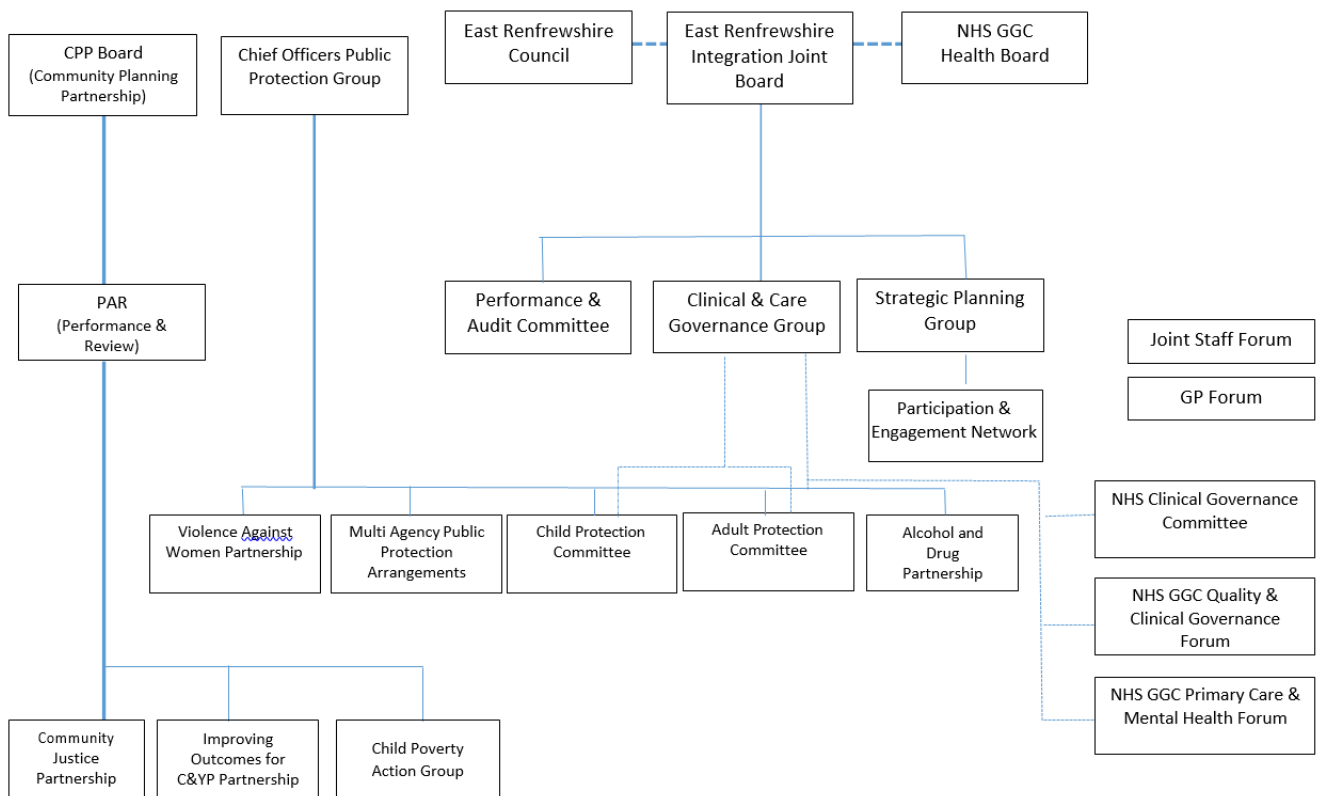 CPP Board
(Community Planning
Partnership)
Chief Officers Public
Protection Group
East Renfrewshire
Council
East Renfrewshire
Integration Joint
Board
NHS GGC
Health Board
PAR
(Performance &
Review)
Performance &
Audit Committee
Clinical & Care
Governance Group
Strategic Planning
Group
Joint Staff Forum
GP Forum
Participation &
Engagement Network
Violence Against
Women Partnership
Multi Agency Public
Protection
Arrangements
Child Protection
Committee
Adult Protection
Committee
Alcohol and
Drug
Partnership
NHS Clinical Governance
Committee
NHS GGC Quality &
Clinical Governance
Forum
NHS GGC Primary Care &
Mental Health Forum
Community
Justice
Partnership
Improving
Outcomes for
C&YP Partnership
Child Poverty
Action Group